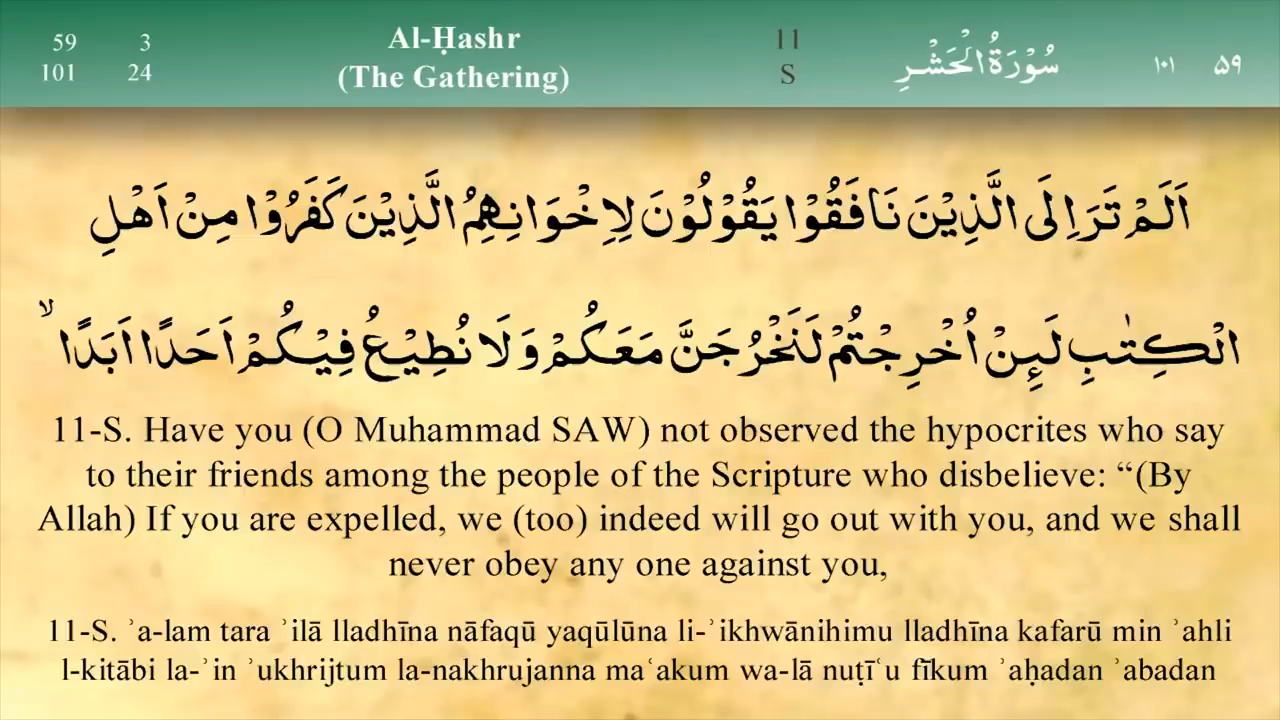 59 3 Al-Ḥashr 11 سُوْرَةُ الْحَشْرِ ١٠١ ۵۹
101 24 (The Gathering) S
اَلَمْ تَرَ اِلَى الَّذِيْنَ نَافَقُوْا يَقُوْلُوْنَ لِاِخْوَانِهِمُ الَّذِيْنَ كَفَرُوْا مِنْ اَهْلِ
الْكِتٰبِ لَىِٕنْ اُخْرِجْتُمْ لَنَخْرُجَنَّ مَعَكُمْ وَلَا نُطِيْعُ فِيْكُمْ اَحَدًا اَبَدًا ۙ
11-S. Have you (O Muhammad SAW) not observed the hypocrites who say
to their friends among the people of the Scripture who disbelieve: “(By
Allah) If you are expelled, we (too) indeed will go out with you, and we shall
never obey any one against you,
11-S. ʾa-lam tara ʾilā lladhīna nāfaqū yaqūlūna li-ʾikhwānihimu lladhīna kafarū min ʾahli
l-kitābi la-ʾin ʾukhrijtum la-nakhrujanna maʿakum wa-lā nuṭīʿu fīkum ʾaḥadan ʾabadan